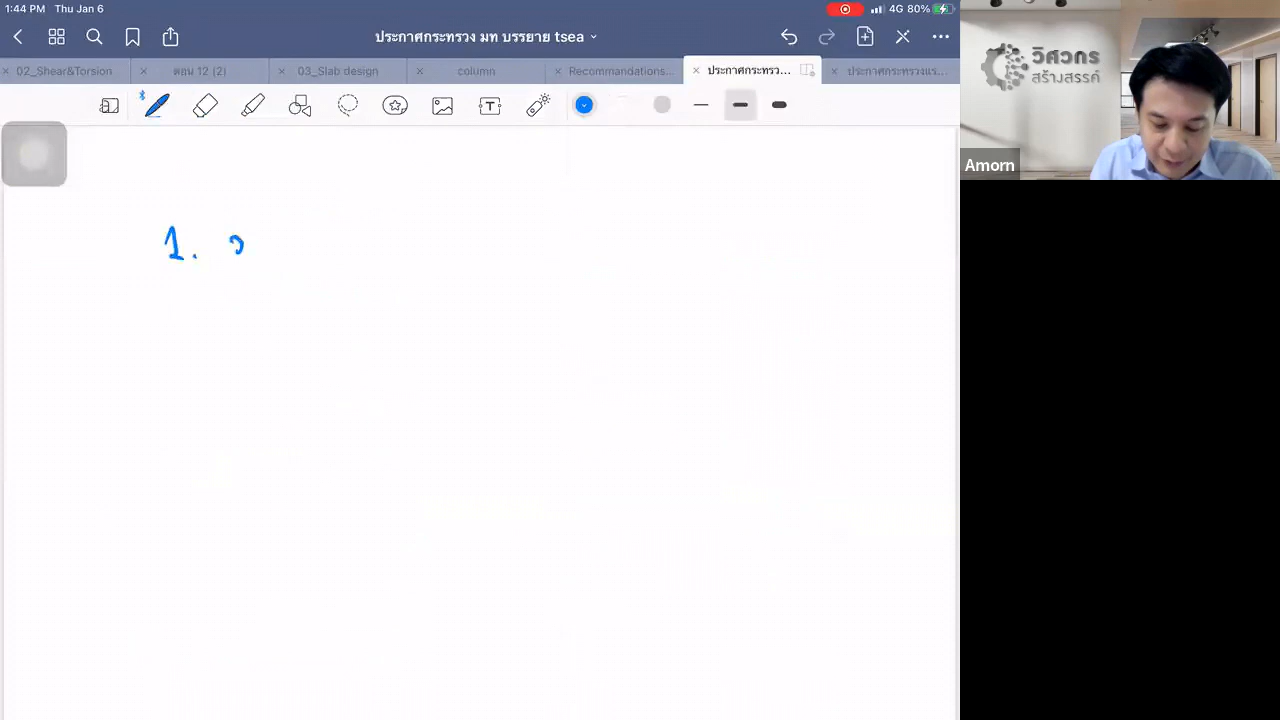 1:44 PM Thu Jan 6
4G 80%
ประกาศกระทรวง มท บรรยาย tsea
02_Shear&Torsion
ตอน 12 (2)
03_Slab design
column
Recommandations...
ประกาศกระทรว...
ประกาศกระทรวงแร...
วิศวกร
สร้างสรรค์
Amorn
1.